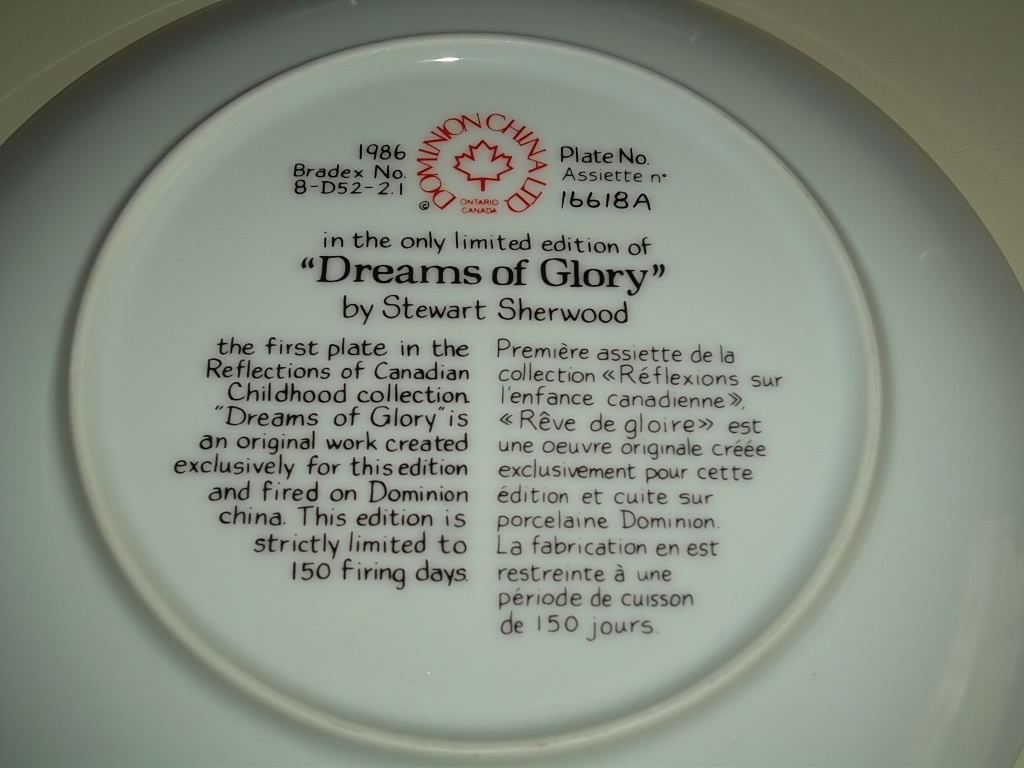 1986
Bradex No.
8-D52-2.1
DOMINION CHINA LTD.
ONTARIO
CANADA
©
Plate No.
Assiette n°
16618A
in the only limited edition of
“Dreams of Glory”
by Stewart Sherwood
the first plate in the
Reflections of Canadian
Childhood collection
"Dreams of Glory" is
an original work created
exclusively for this edition
and fired on Dominion
china. This edition is
strictly limited to
150 firing days.
Première assiette de la
collection «Réflexions sur
l'enfance canadienne»,
«Rêve de gloire» est
une oeuvre originale créée
exclusivement pour cette
édition et cuite sur
porcelaine Dominion.
La fabrication en est
restreinte à une
période de cuisson
de 150 jours.